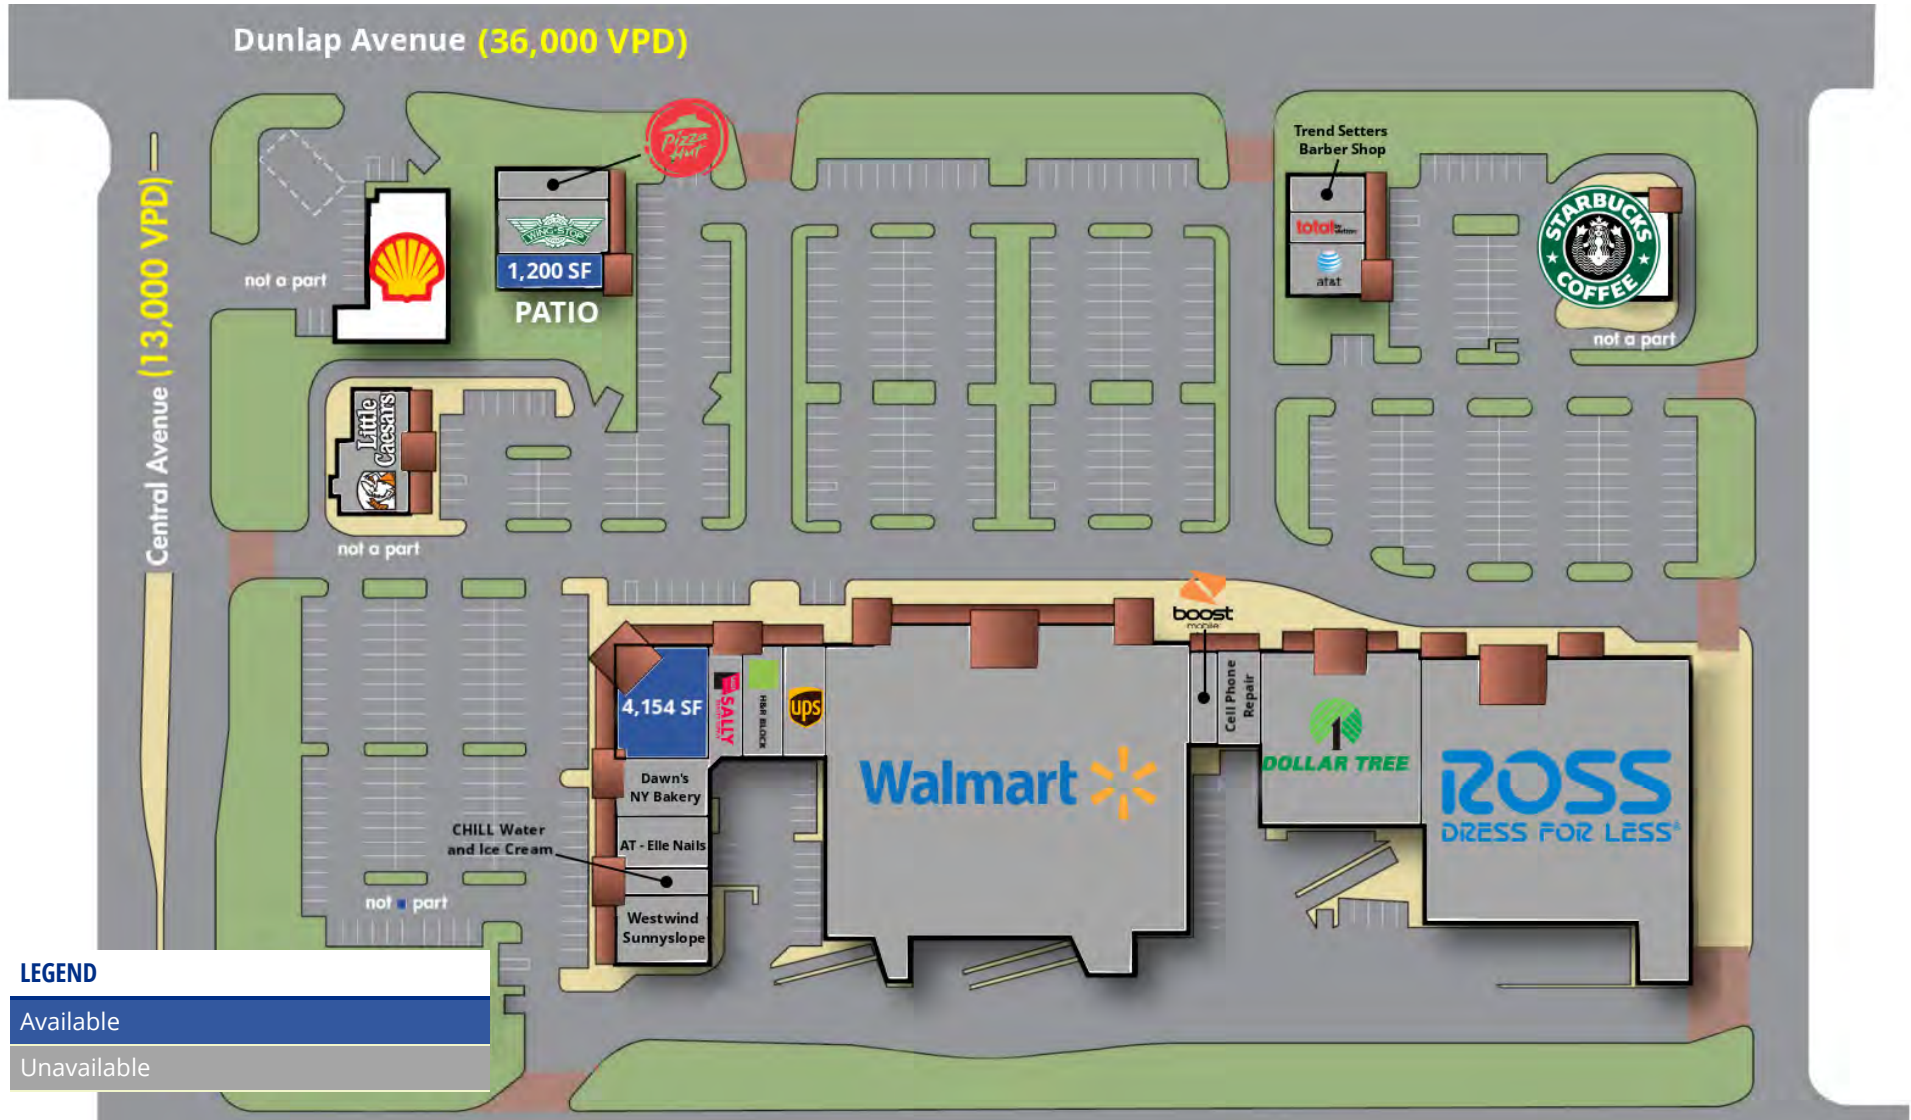 Dunlap Avenue (36,000 VPD)
Central Avenue (13,000 VPD)
Pizza
Hut
WING-STOP
1,200 SF
PATIO
not a part
Trend Setters
Barber Shop
total by verizon
at&t
STARBUCKS
COFFEE
not a part
Little
Caesars
not a part
boost
mobile
4,154 SF
SALLY
H&R BLOCK
ups
Walmart
Cell Phone
Repair
DOLLAR TREE
ROSS
DRESS FOR LESS
Dawn's
NY Bakery
AT - Elle Nails
CHILL Water
and Ice Cream
Westwind
Sunnyslope
not a part
LEGEND
Available
Unavailable